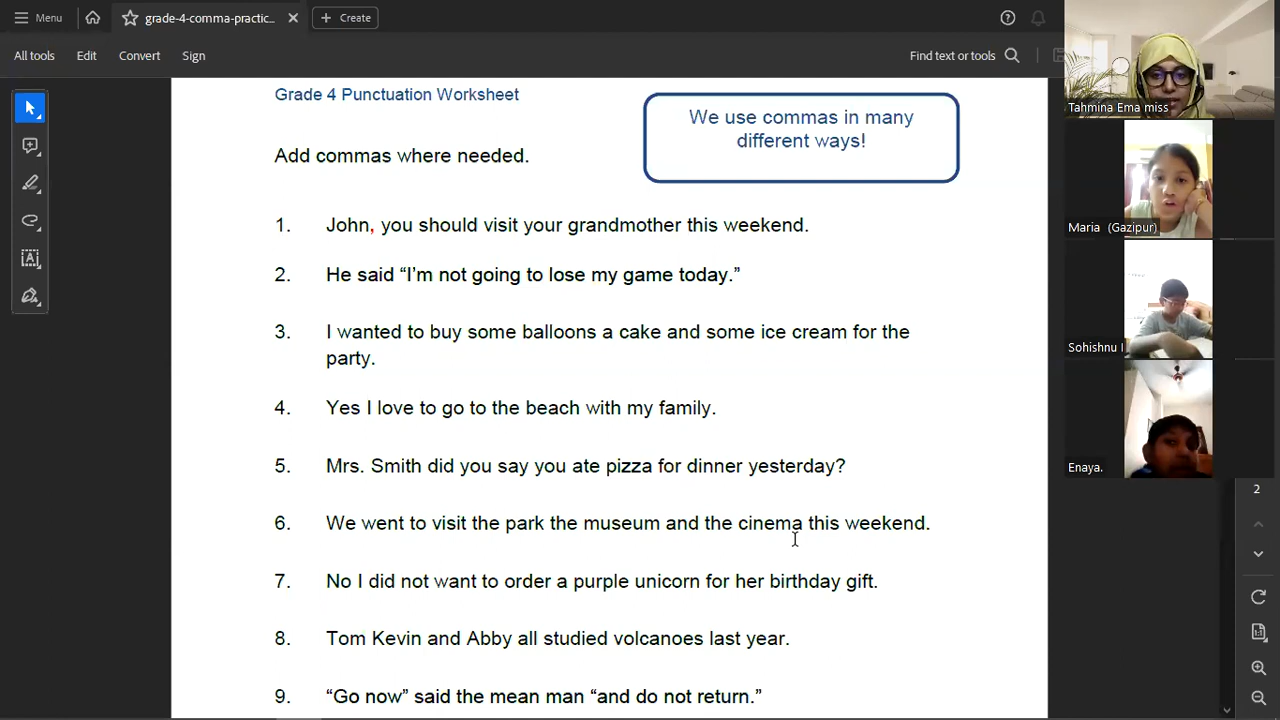 Menu
grade-4-comma-practic...
Create
All tools
Edit
Convert
Sign
Find text or tools
Grade 4 Punctuation Worksheet
We use commas in many
different ways!
Add commas where needed.
1. John, you should visit your grandmother this weekend.
2. He said “I’m not going to lose my game today.”
3. I wanted to buy some balloons a cake and some ice cream for the
party.
4. Yes I love to go to the beach with my family.
5. Mrs. Smith did you say you ate pizza for dinner yesterday?
6. We went to visit the park the museum and the cinema this weekend.
7. No I did not want to order a purple unicorn for her birthday gift.
8. Tom Kevin and Abby all studied volcanoes last year.
9. “Go now” said the mean man “and do not return.”
Tahmina Ema miss
Maria (Gazipur)
Sohishnu I
Enaya.
2